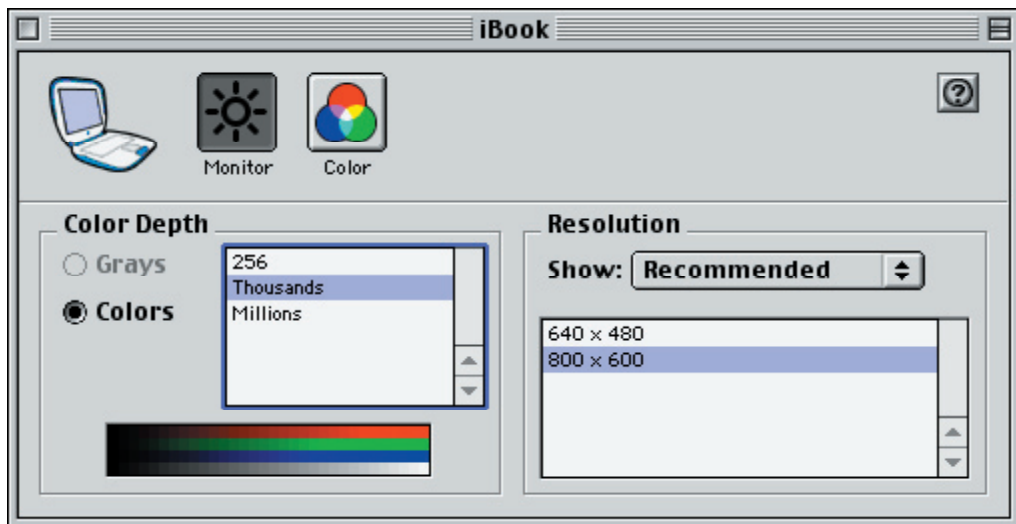 iBook
?
Monitor
Color
Color Depth
Grays
Colors
256
Thousands
Millions
Resolution
Show: Recommended
640 x 480
800 x 600